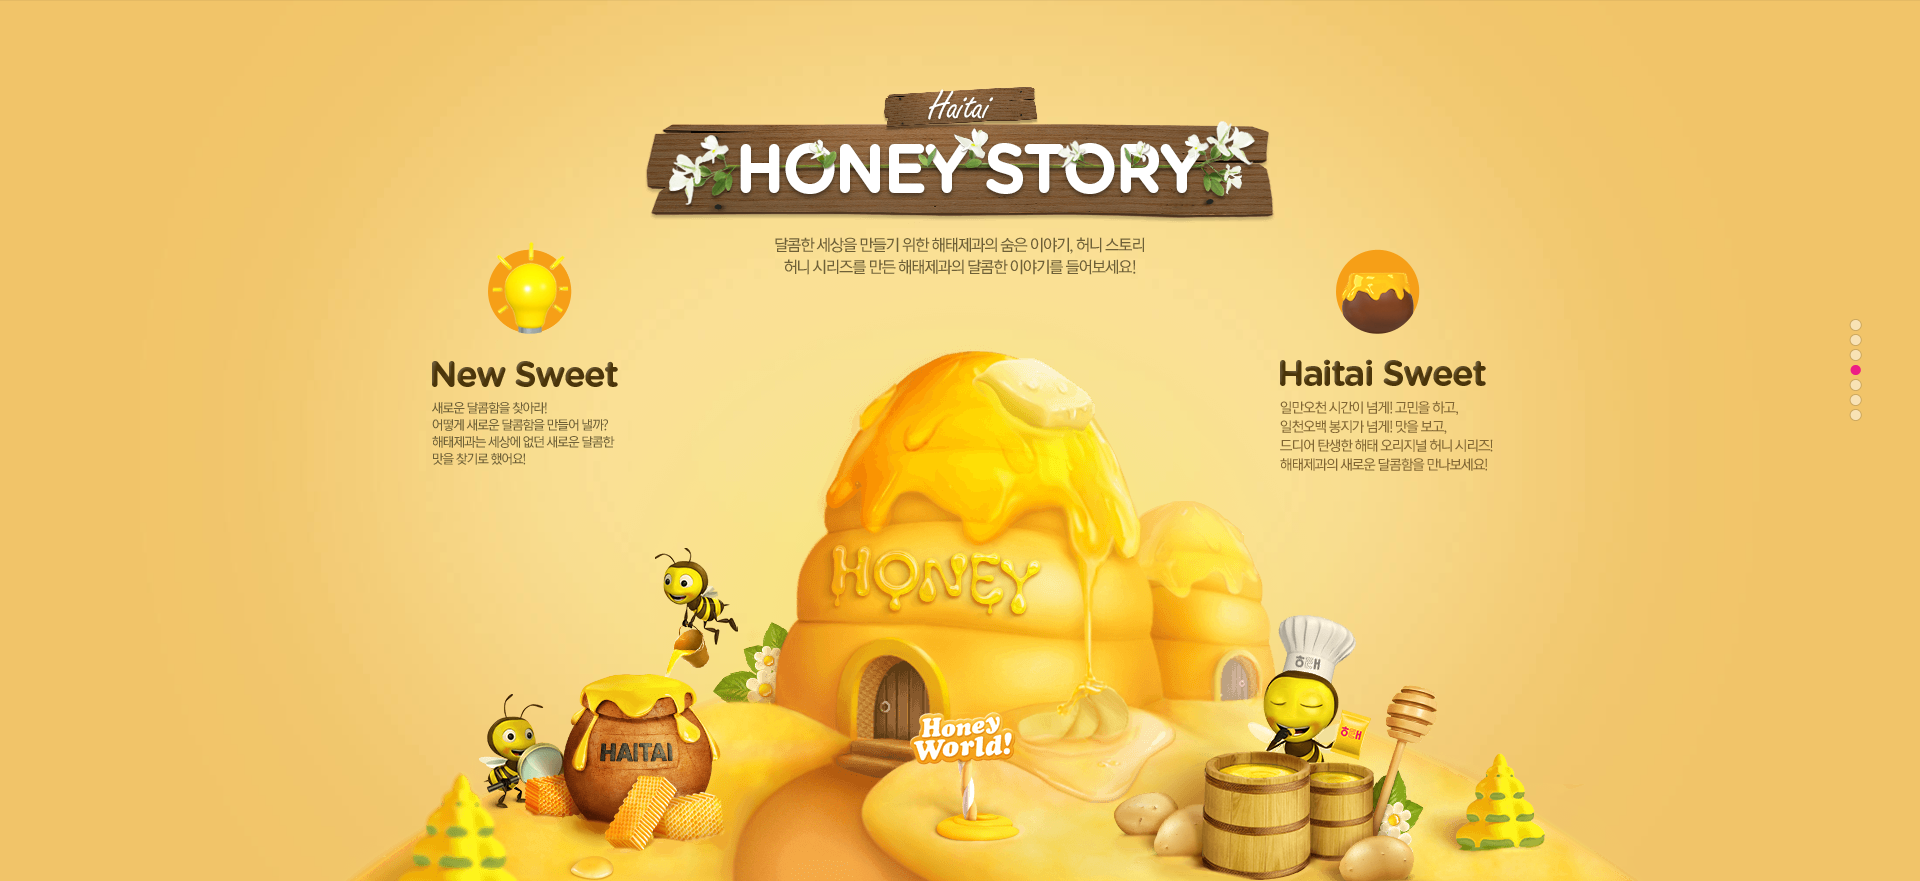 Haitai
HONEY STORY
달콤한 세상을 만들기 위한 해태제과의 숨은 이야기, 허니 스토리
허니 시리즈를 만든 해태제과의 달콤한 이야기를 들어보세요!
New Sweet
새로운 달콤함을 찾아라!
어떻게 새로운 달콤함을 만들어 낼까?
해태제과는 세상에 없던 새로운 달콤한
맛을 찾기로 했어요!
Haitai Sweet
일만오천 시간이 넘게! 고민을 하고,
일천오백 봉지가 넘게! 맛을 보고,
드디어 탄생한 해태 오리지널 허니 시리즈!
해태제과의 새로운 달콤함을 만나보세요!
HONEY
해태
해태
Honey
World!
HAITAI